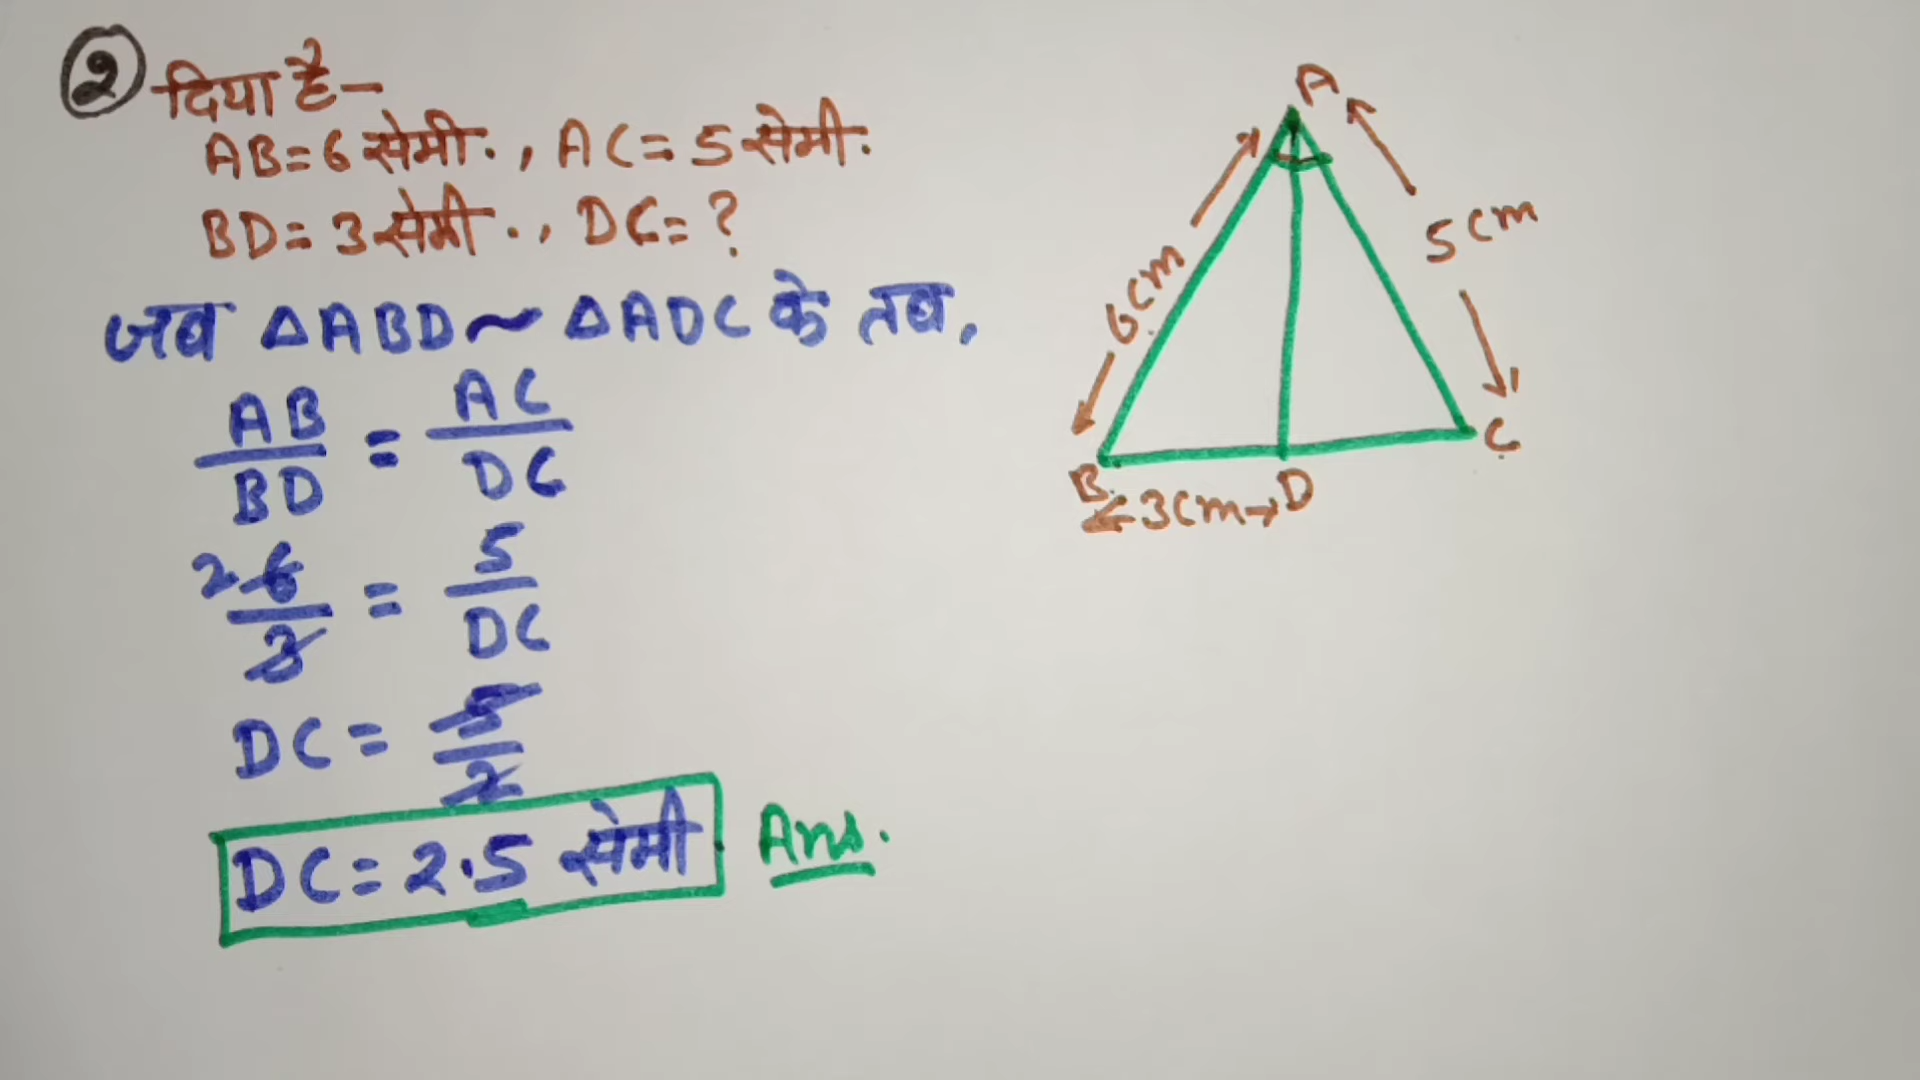 2 दिया है-
AB=6 सेमी., AC=5 सेमी.
BD=3 सेमी., DC=?
जब △ABD~△ADC के तब,
AB/BD = AC/DC
2 6/3 = 5/DC
DC= 5/2
DC=2.5 सेमी Ans.
A
6cm
5cm
B
D
C
3cm